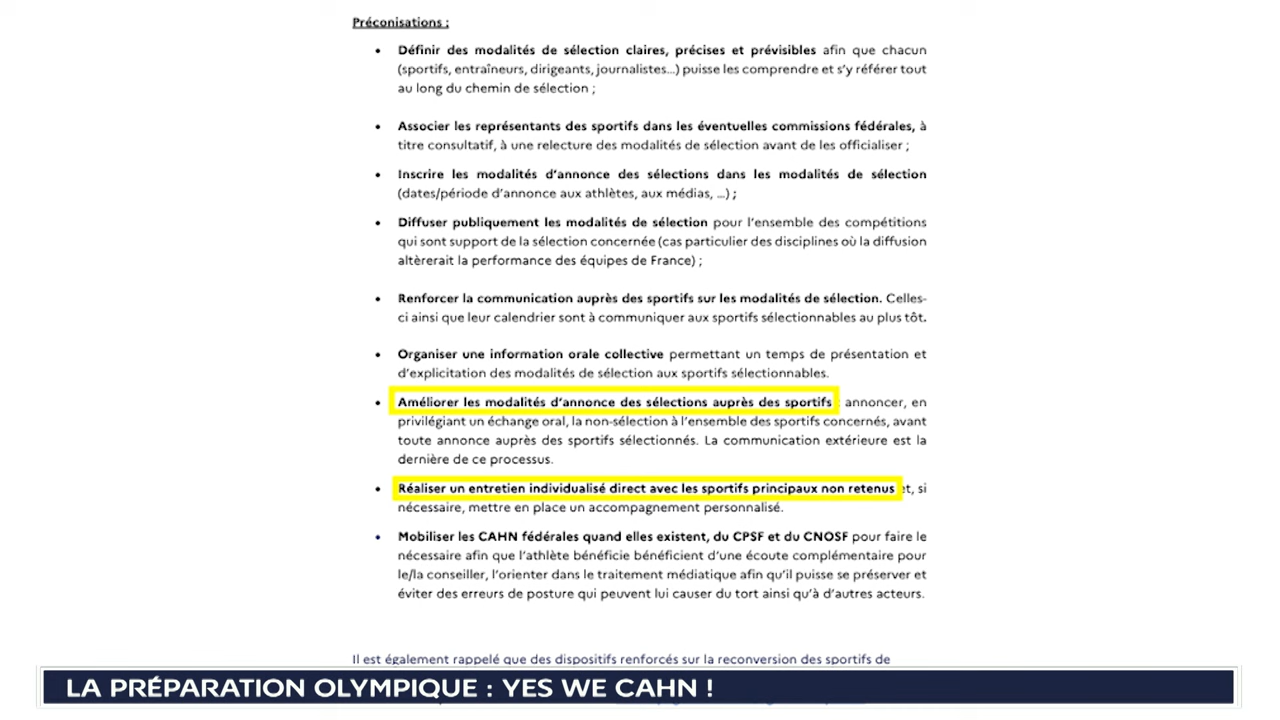 Préconisations :
• Définir des modalités de sélection claires, précises et prévisibles afin que chacun
(sportifs, entraîneurs, dirigeants, journalistes…) puisse les comprendre et s’y référer tout
au long du chemin de sélection ;
• Associer les représentants des sportifs dans les éventuelles commissions fédérales, à
titre consultatif, à une relecture des modalités de sélection avant de les officialiser ;
• Inscrire les modalités d’annonce des sélections dans les modalités de sélection
(dates/période d’annonce aux athlètes, aux médias, …) ;
• Diffuser publiquement les modalités de sélection pour l’ensemble des compétitions
qui sont support de la sélection concernée (cas particulier des disciplines où la diffusion
altèrerait la performance des équipes de France) ;
• Renforcer la communication auprès des sportifs sur les modalités de sélection. Celles-
ci ainsi que leur calendrier sont à communiquer aux sportifs sélectionnables au plus tôt.
• Organiser une information orale collective permettant un temps de présentation et
d’explicitation des modalités de sélection aux sportifs sélectionnables.
• Améliorer les modalités d’annonce des sélections auprès des sportifs : annoncer, en
privilégiant un échange oral, la non-sélection à l’ensemble des sportifs concernés, avant
toute annonce auprès des sportifs sélectionnés. La communication extérieure est la
dernière de ce processus.
• Réaliser un entretien individualisé direct avec les sportifs principaux non retenus et, si
nécessaire, mettre en place un accompagnement personnalisé.
• Mobiliser les CAHN fédérales quand elles existent, du CPSF et du CNOSF pour faire le
nécessaire afin que l’athlète bénéficie bénéficient d’une écoute complémentaire pour
le/la conseiller, l’orienter dans le traitement médiatique afin qu’il puisse se préserver et
éviter des erreurs de posture qui peuvent lui causer du tort ainsi qu’à d’autres acteurs.
Il est également rappelé que des dispositifs renforcés sur la reconversion des sportifs de
LA PRÉPARATION OLYMPIQUE : YES WE CAHN !